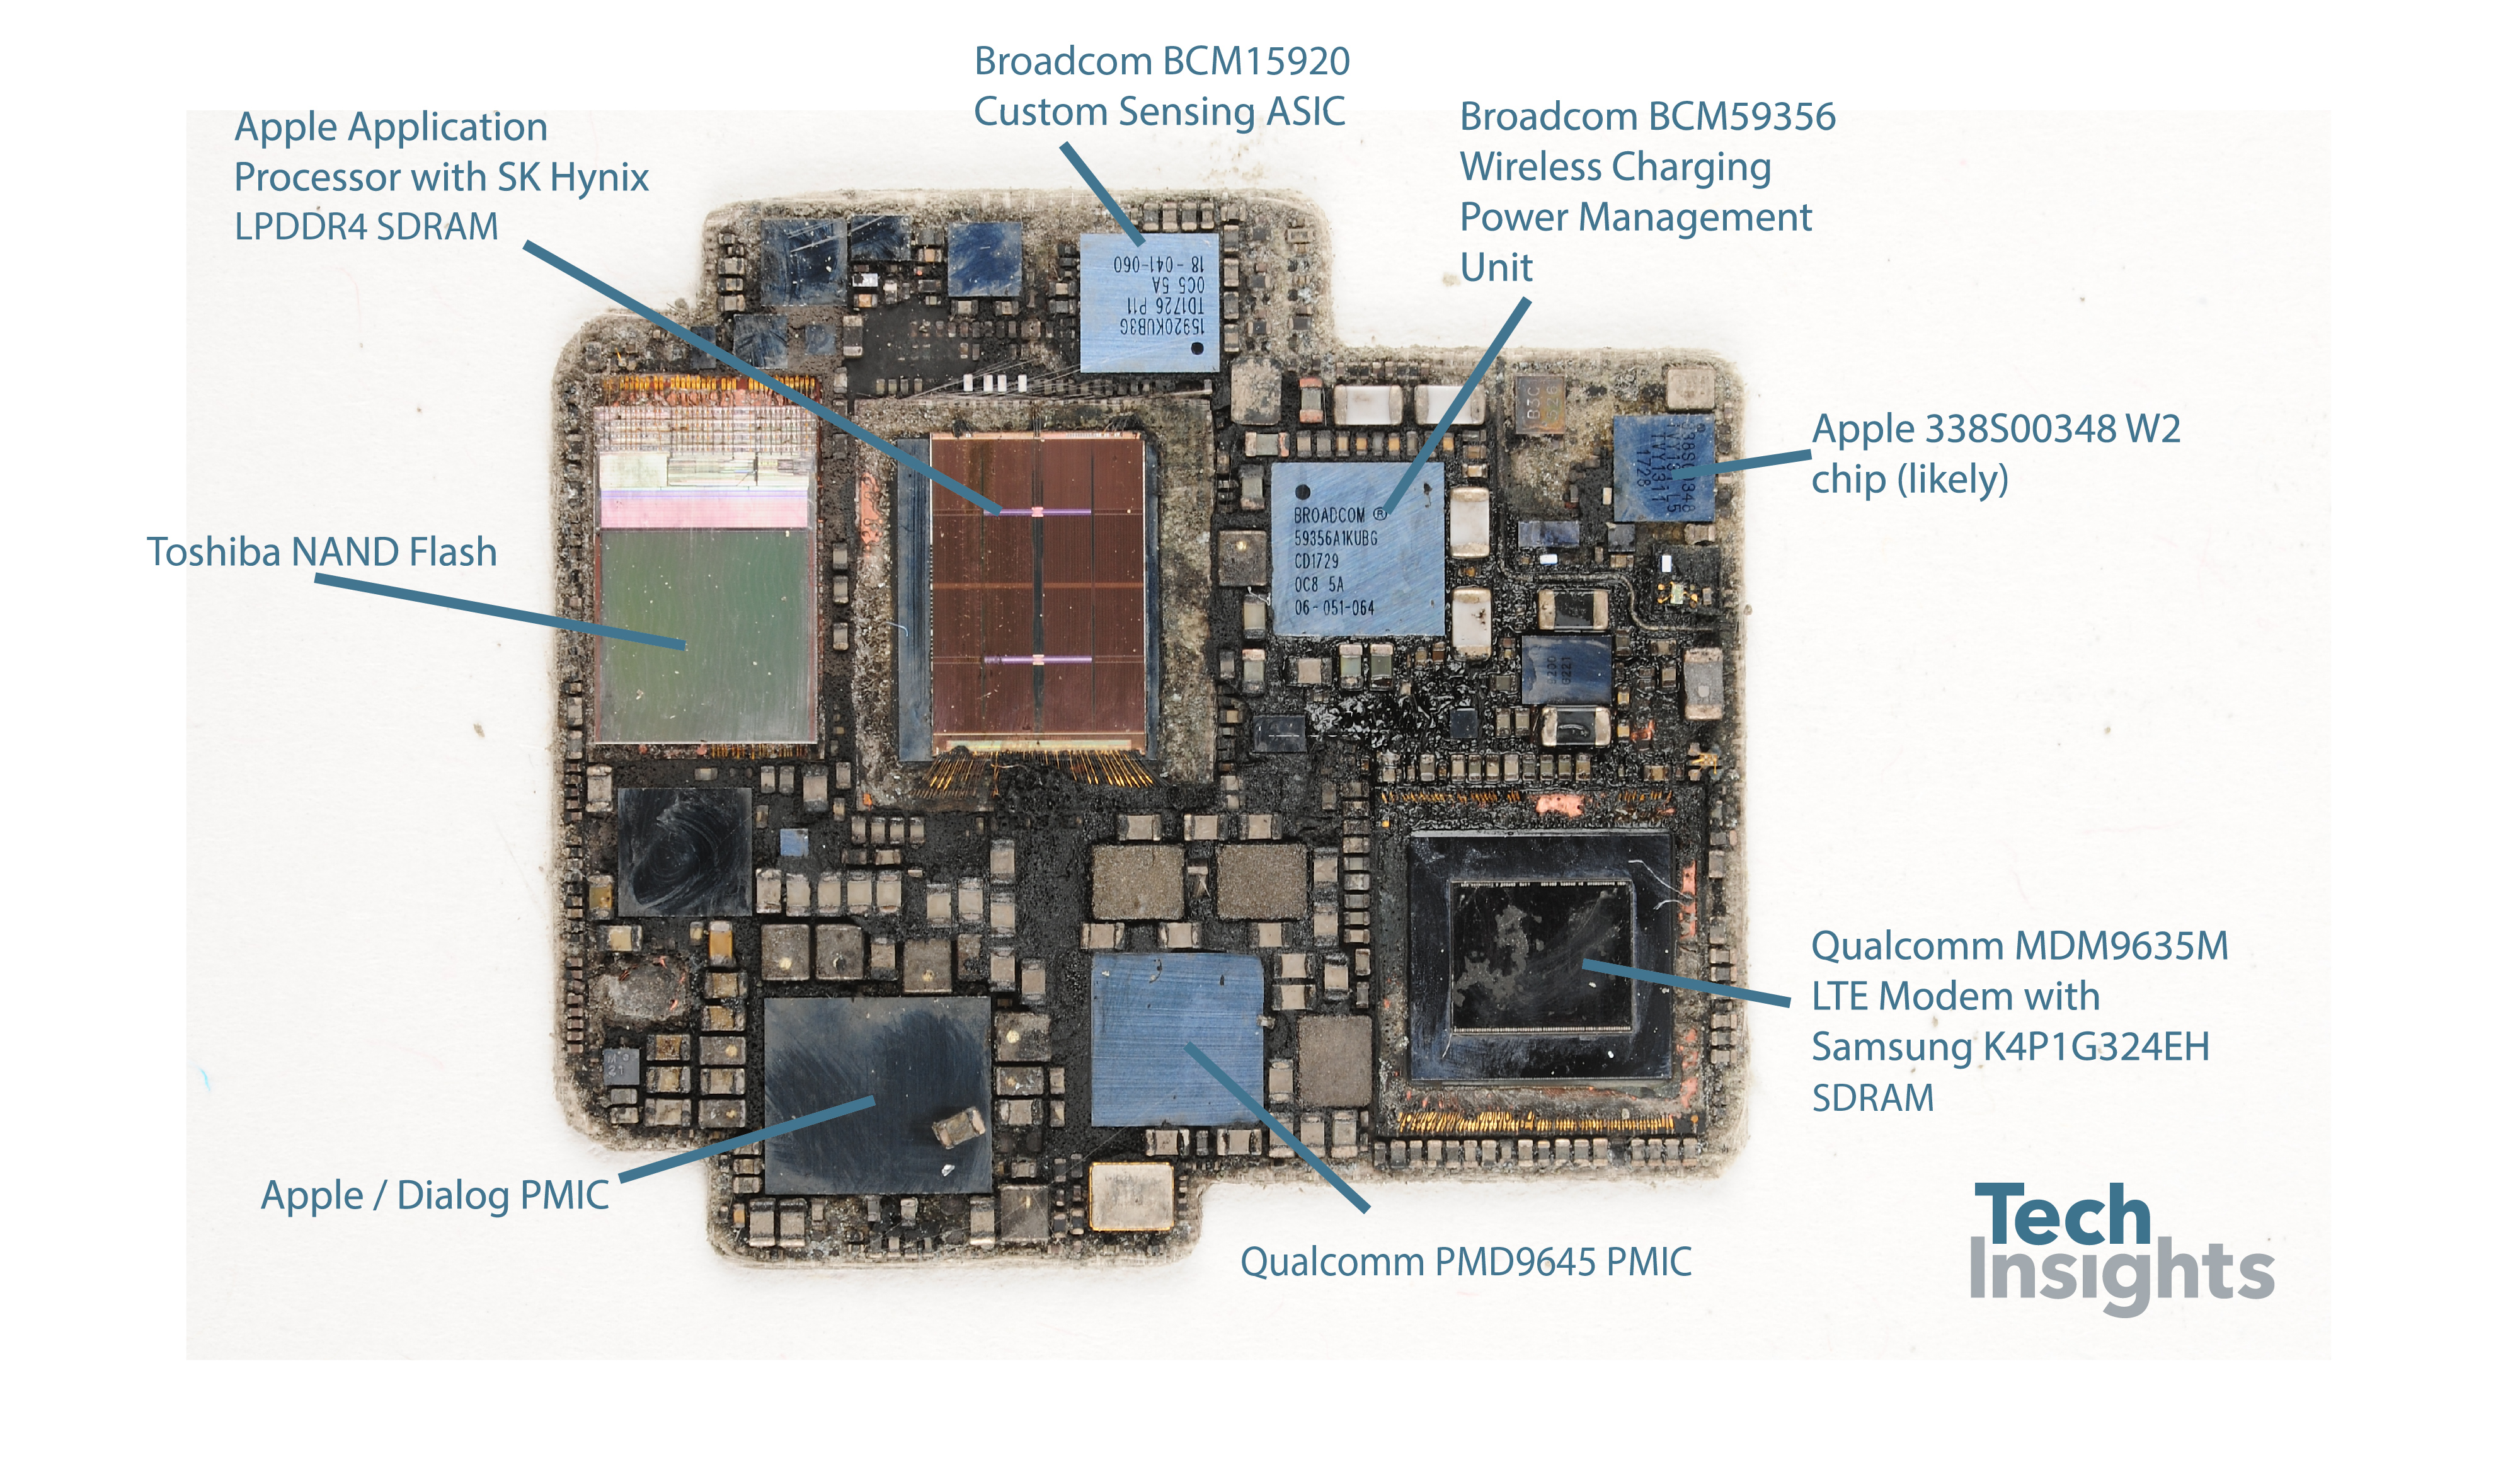 Broadcom BCM15920
Custom Sensing ASIC
Apple Application
Processor with SK Hynix
LPDDR4 SDRAM
Broadcom BCM59356
Wireless Charging
Power Management
Unit
15920KUB3G
TD1726 P11
0C5 5A
18 - 041-060
Apple 338S00348 W2
chip (likely)
B3C
BROADCOM ®
59356A1KUBG
CD1729
0C8 5A
06 - 051-064
1728
Toshiba NAND Flash
Qualcomm MDM9635M
LTE Modem with
Samsung K4P1G324EH
SDRAM
21
Apple / Dialog PMIC
Qualcomm PMD9645 PMIC
Tech
Insights